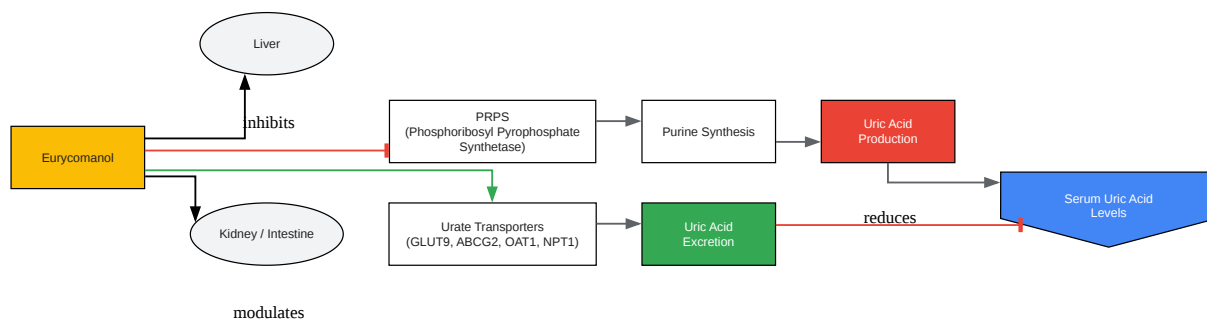 Liver
inhibits
Eurycomanol
PRPS
(Phosphoribosyl Pyrophosphate
Synthetase)
Purine Synthesis
Uric Acid
Production
Serum Uric Acid
Levels
Kidney / Intestine
Urate Transporters
(GLUT9, ABCG2, OAT1, NPT1)
Uric Acid
Excretion
reduces
modulates